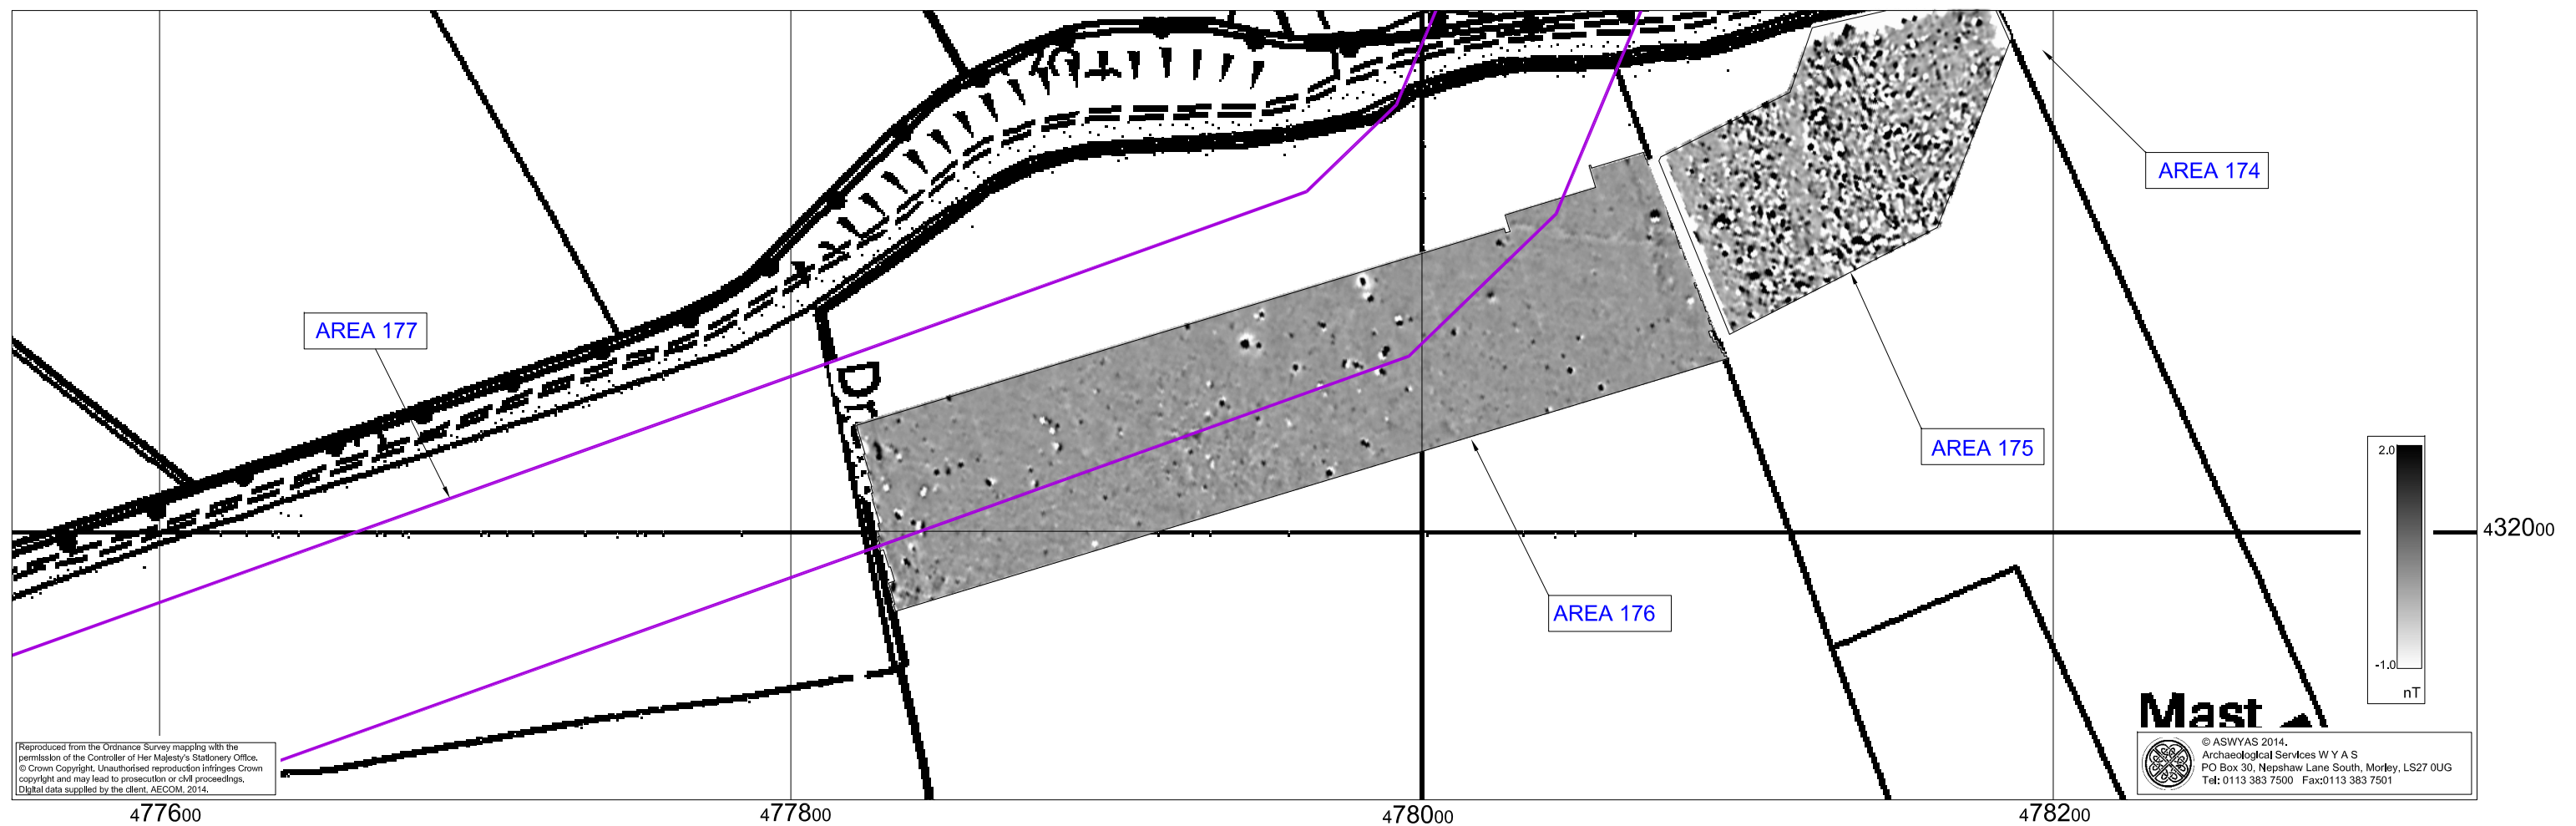 AREA 174
AREA 177
Dr
AREA 175
2.0
-1.0
nT
432000
AREA 176
Mast
Reproduced from the Ordnance Survey mapping with the
permission of the Controller of Her Majesty's Stationery Office.
© Crown Copyright. Unauthorised reproduction infringes Crown
copyright and may lead to prosecution or civil proceedings,
Digital data supplied by the client, AECOM, 2014.
© ASWYAS 2014.
Archaeological Services W Y A S
PO Box 30, Nepshaw Lane South, Morley, LS27 0UG
Tel: 0113 383 7500 Fax:0113 383 7501
477600
477800
478000
478200